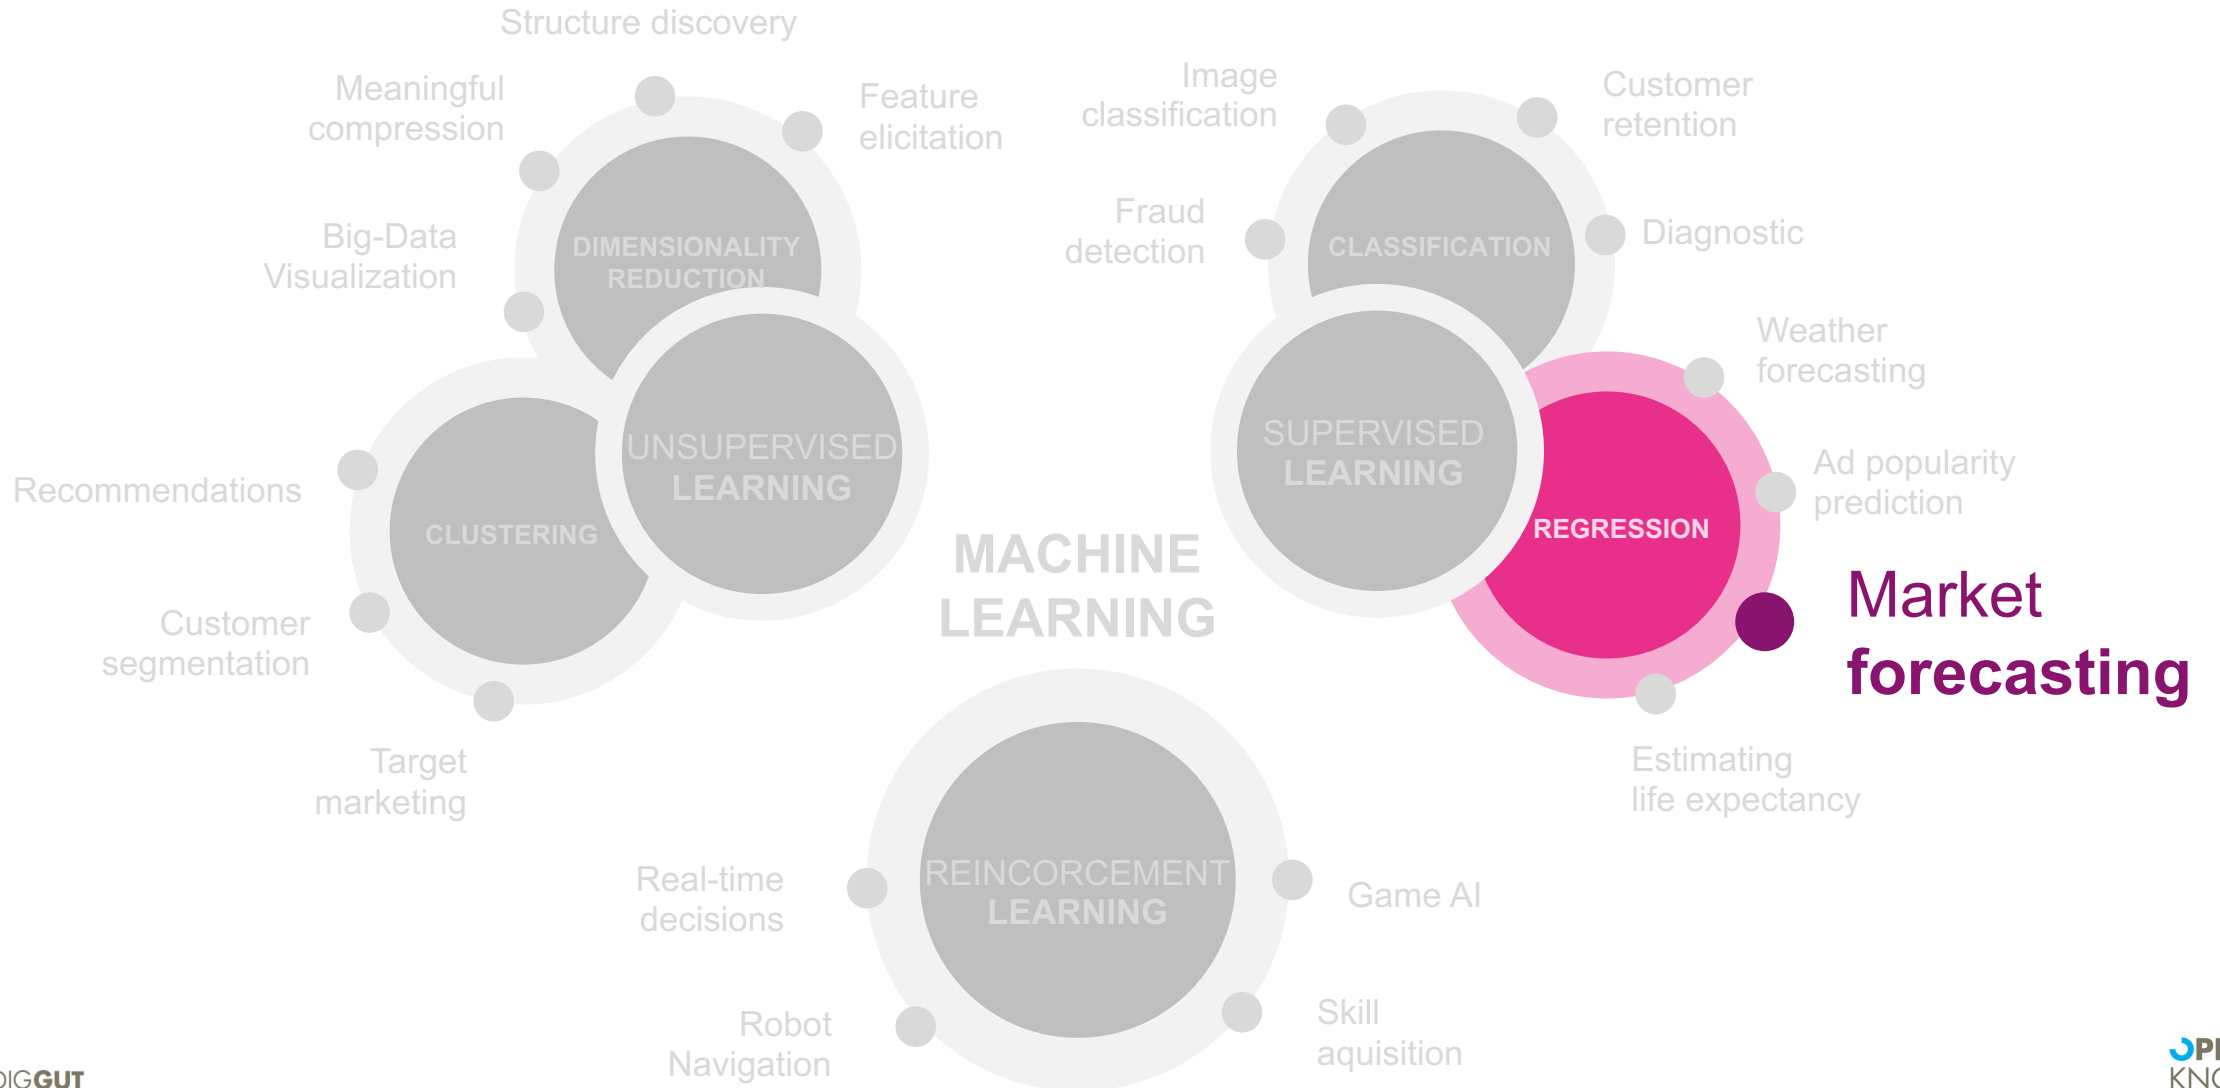 Structure discovery
Meaningful
compression
Feature
elicitation
Big-Data
Visualization
DIMENSIONALITY
REDUCTION
Recommendations
CLUSTERING
UNSUPERVISED
LEARNING
Customer
segmentation
Target
marketing
MACHINE
LEARNING
Image
classification
Customer
retention
Fraud
detection
CLASSIFICATION
Diagnostic
SUPERVISED
LEARNING
Weather
forecasting
Ad popularity
prediction
REGRESSION
Market
forecasting
Estimating
life expectancy
Real-time
decisions
REINCORCEMENT
LEARNING
Game AI
Robot
Navigation
Skill
aquisition